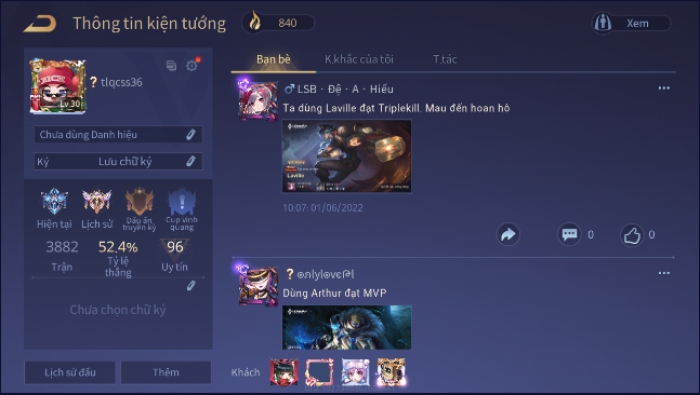 Thông tin kiện tướng
840
Xem
Bạn bè
K.khắc của tôi
T.tác
? tlqcss36
Lv 30
Chưa dùng Danh hiệu
Ký
Lưu chữ ký
Hiện tại
Lịch sử
Dấu ấn truyền kỳ
Cup vinh quang
3882
Trận
52.4%
Tỷ lệ thắng
96
Uy tín
Chưa chọn chữ ký
Lịch sử đấu
Thêm
LSB · Đệ · A · Hiếu
Ta dùng Laville đạt Triplekill. Mau đến hoan hô
Laville
10:07: 01/06/2022
0
0
Dùng Arthur đạt MVP
Khách